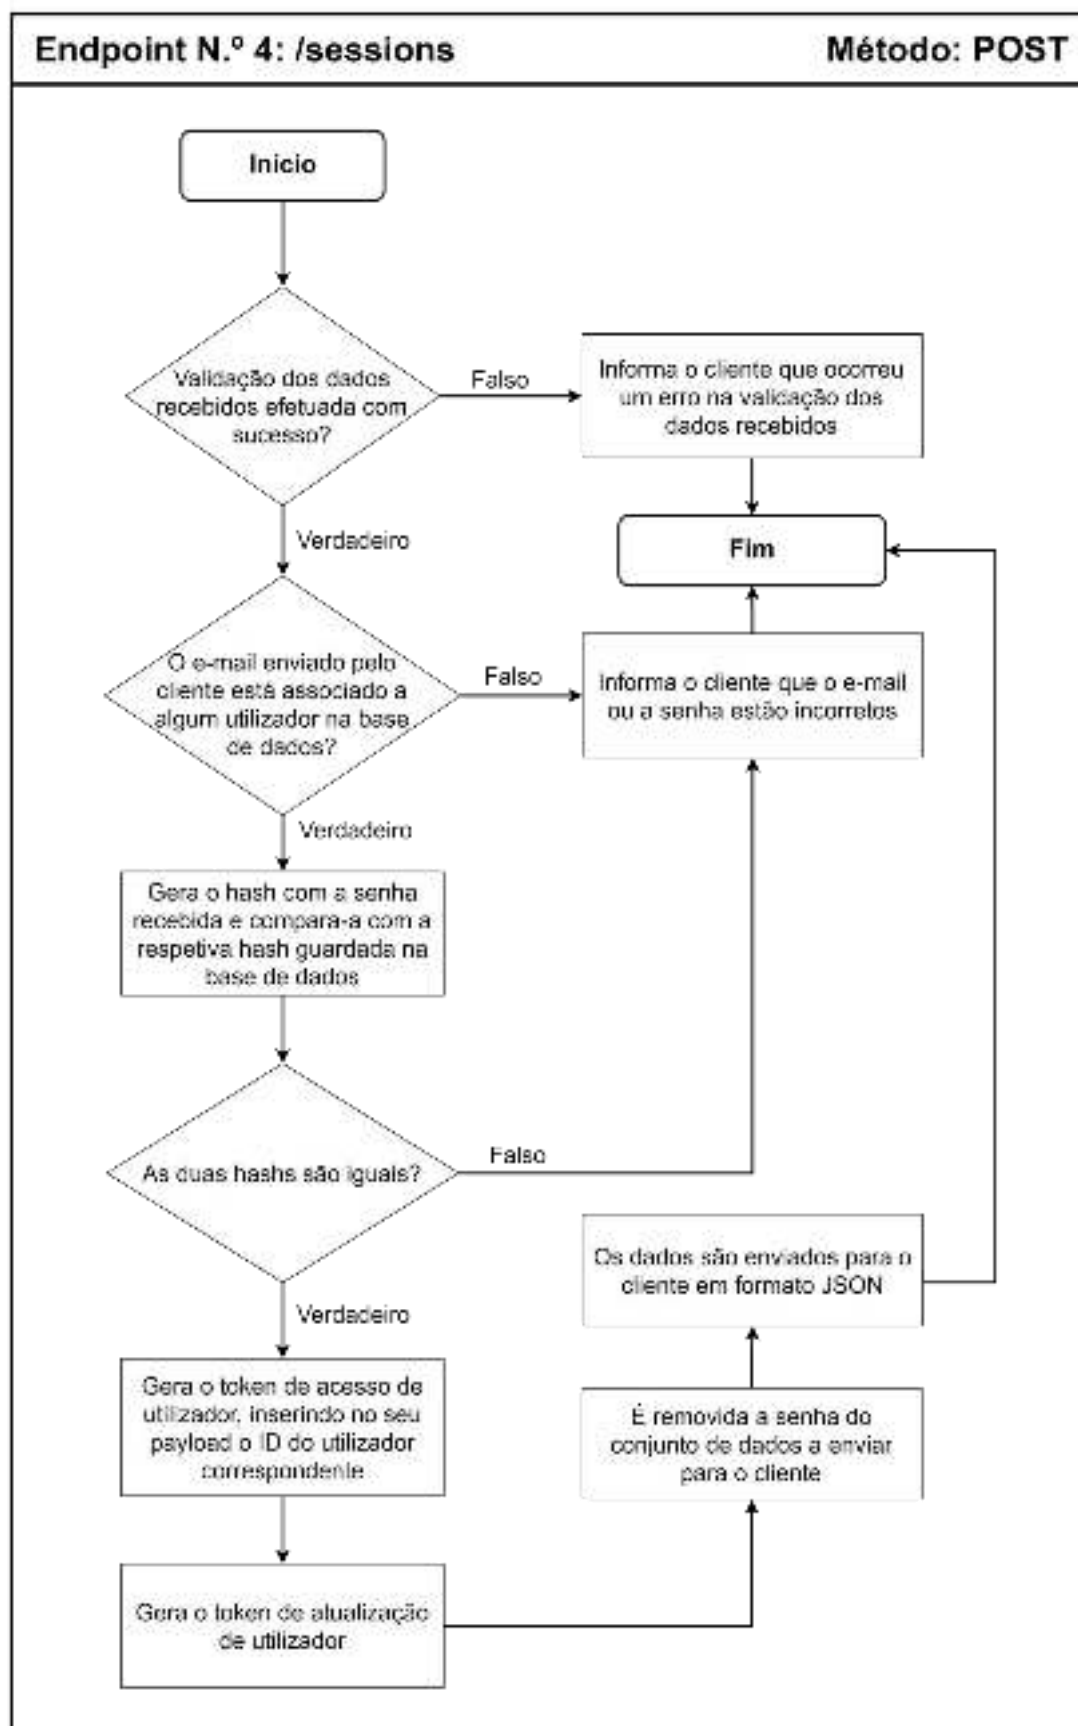 Endpoint N.º 4: /sessions
Método: POST
Inicio
Validação dos dados
recebidos efetuada com
sucesso?
Falso
Informa o cliente que ocorreu
um erro na validação dos
dados recebidos
Verdadeiro
Fim
O e-mail enviado pelo
cliente está associado a
algum utilizador na base
de dados?
Falso
Informa o cliente que o e-mail
ou a senha estão incorretos
Verdadeiro
Gera o hash com a senha
recebida e compara-a com a
respetiva hash guardada na
base de dados
As duas hashs são iguais?
Falso
Verdadeiro
Os dados são enviados para o
cliente em formato JSON
Gera o token de acesso de
utilizador, inserindo no seu
payload o ID do utilizador
correspondente
É removida a senha do
conjunto de dados a enviar
para o cliente
Gera o token de atualização
de utilizador